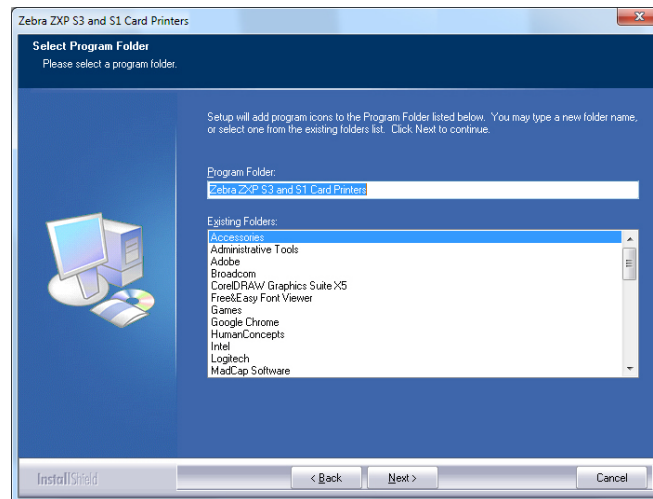 Zebra ZXP S3 and S1 Card Printers
Select Program Folder
Please select a program folder.
Setup will add program icons to the Program Folder listed below. You may type a new folder name,
or select one from the existing folders list. Click Next to continue.
Program Folder:
Zebra ZXP S3 and S1 Card Printers
Existing Folders:
Accessories
Administrative Tools
Adobe
Broadcom
CorelDRAW Graphics Suite X5
Free&Easy Font Viewer
Games
Google Chrome
HumanConcepts
Intel
Logitech
MadCap Software
InstallShield
< Back
Next >
Cancel